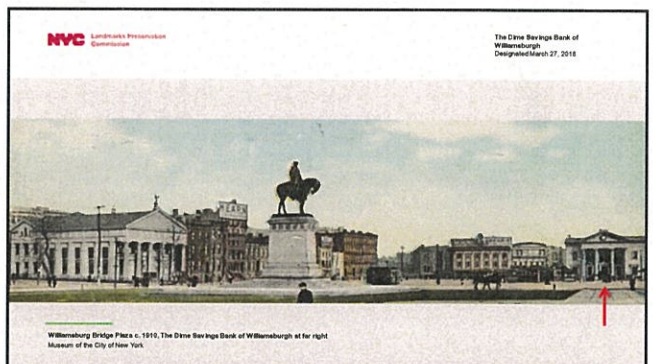 NYC Landmarks Preservation
Commission
The Dime Savings Bank of
Williamsburgh
Designated March 27, 2018
Williamsburg Bridge Plaza c. 1910, The Dime Savings Bank of Williamsburgh at far right
Museum of the City of New York